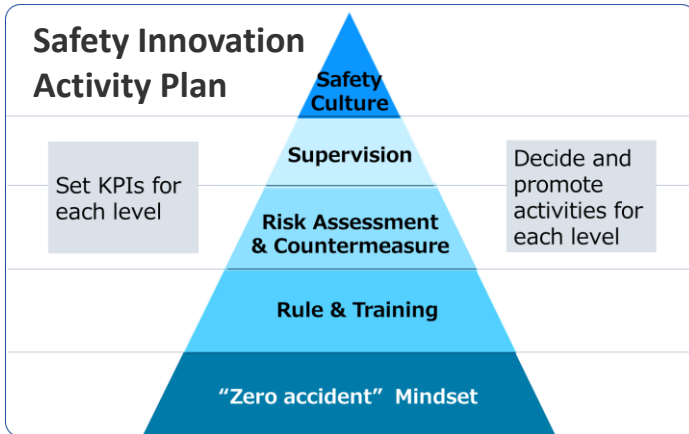 Safety Innovation
Activity Plan
Safety
Culture
Supervision
Set KPIs for
each level
Decide and
promote
activities for
each level
Risk Assessment
& Countermeasure
Rule & Training
“Zero accident” Mindset